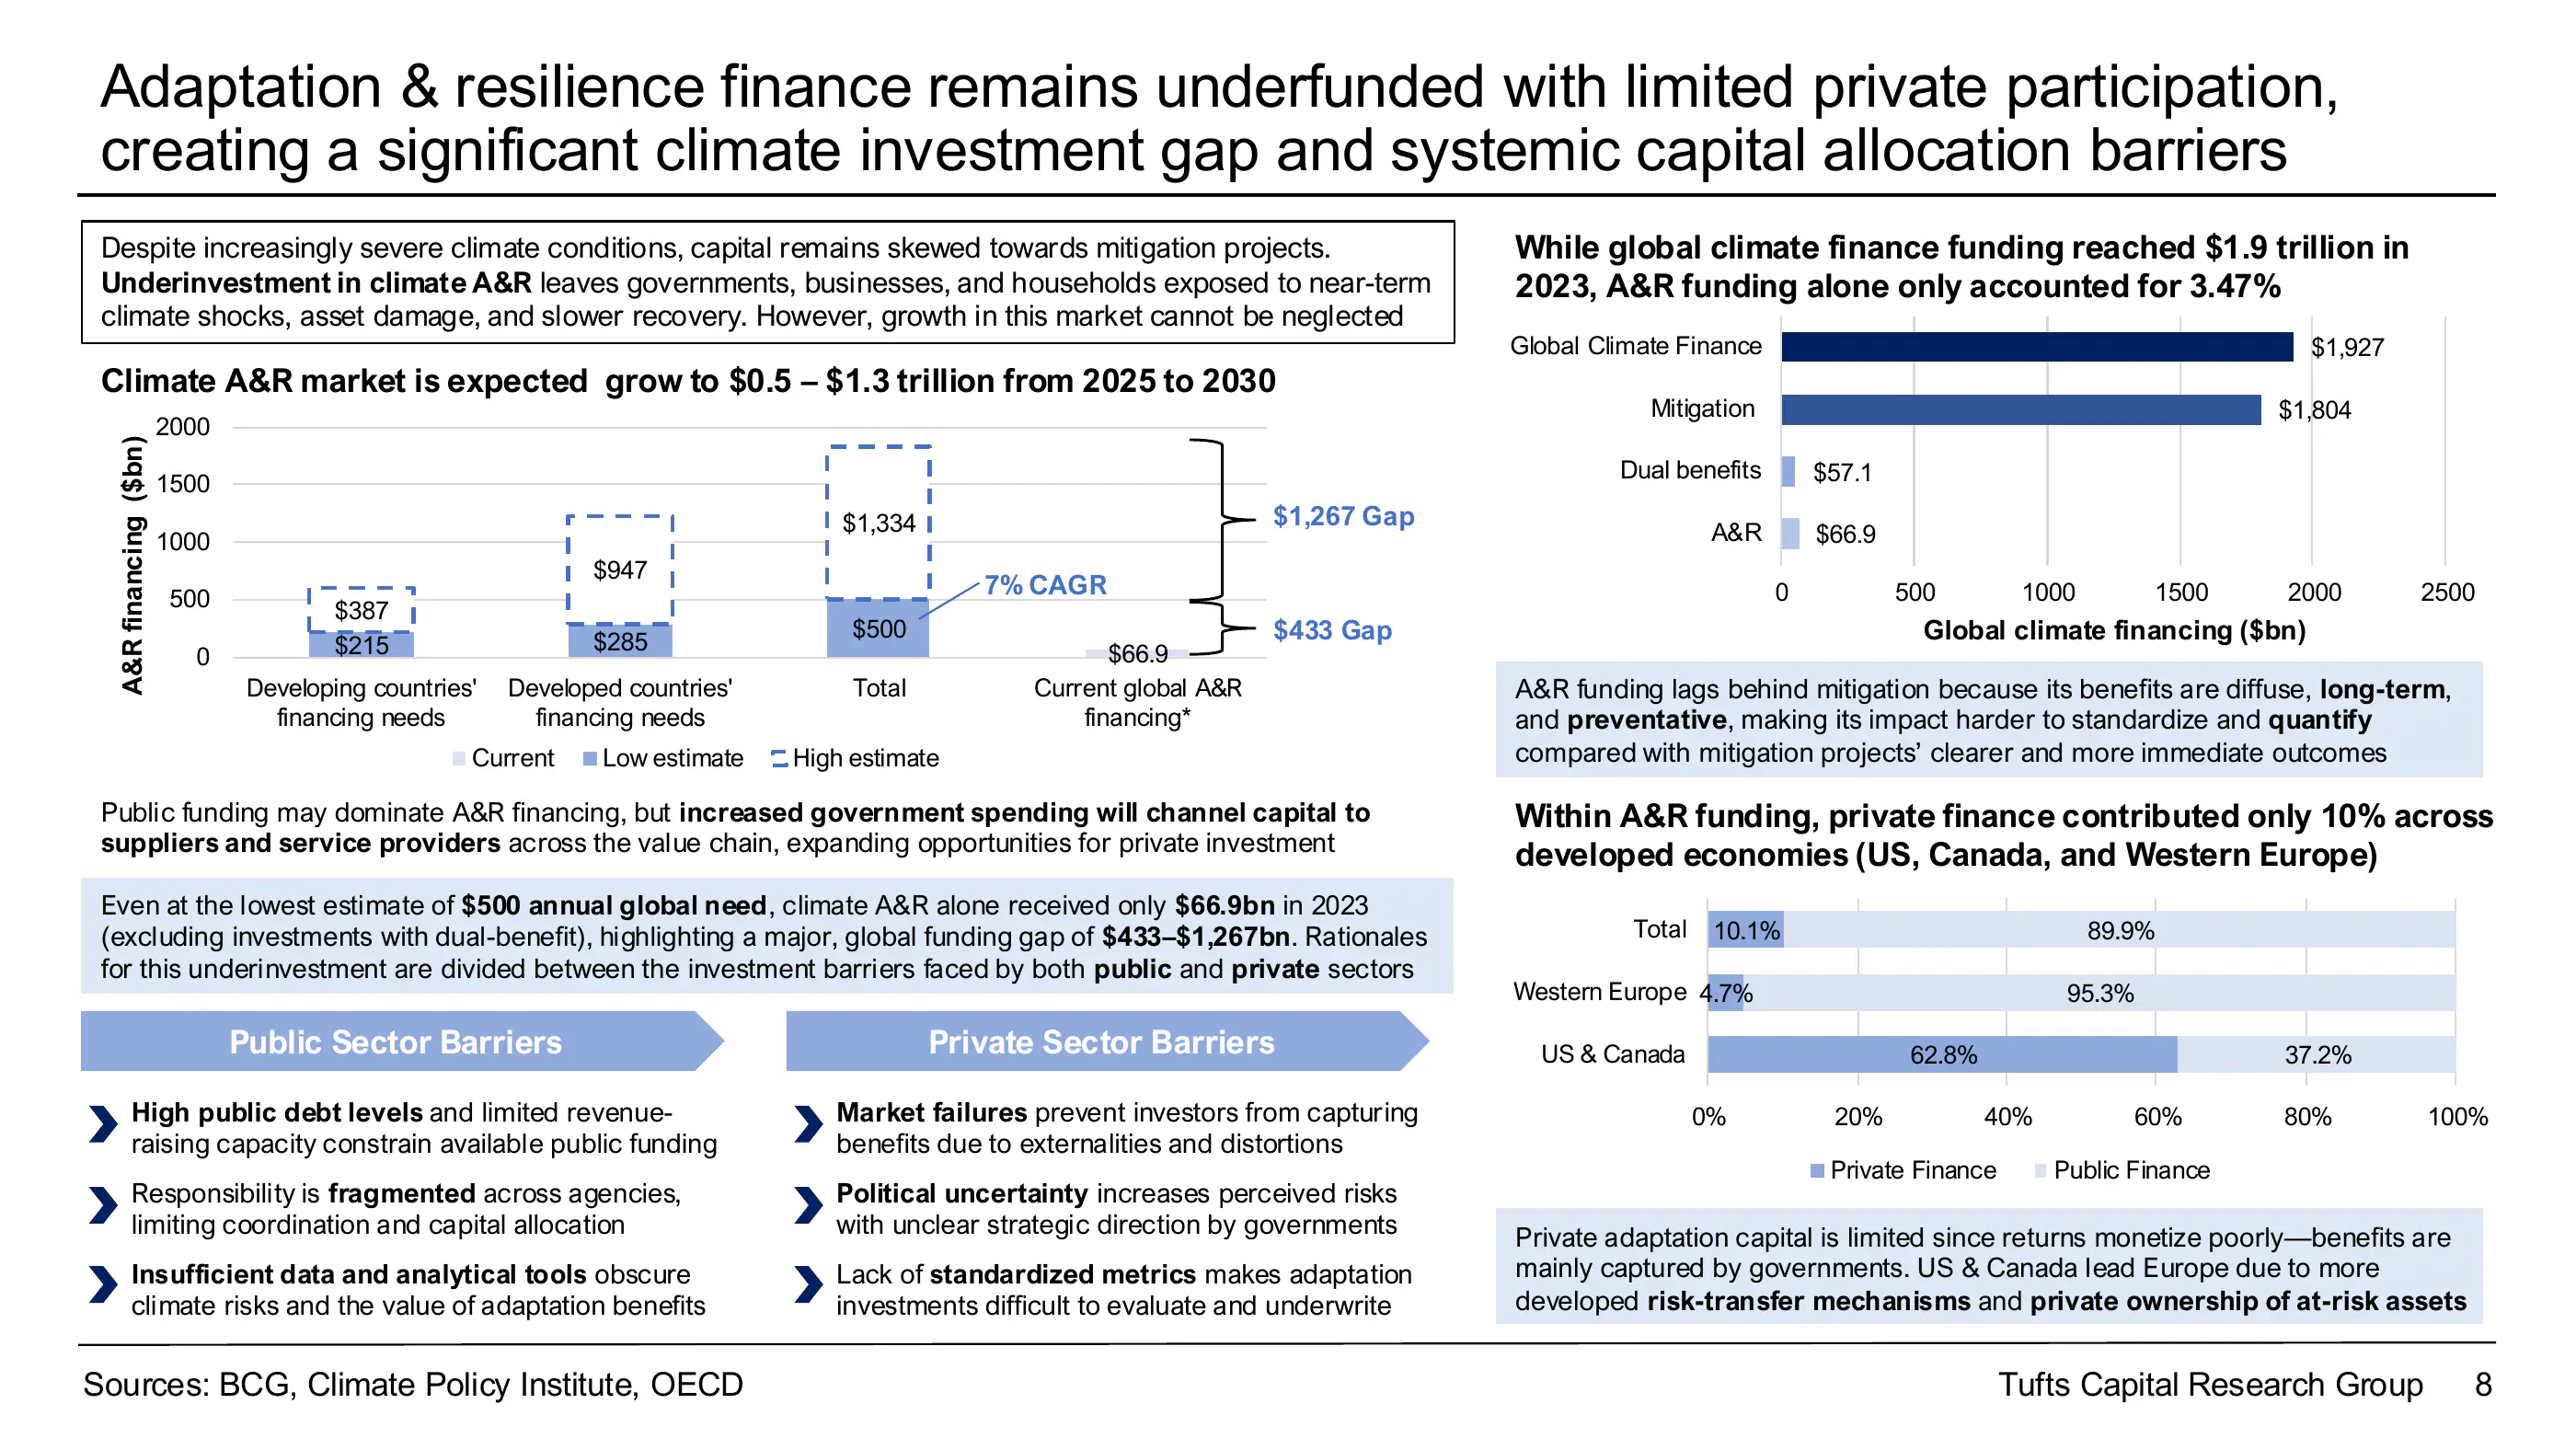 Adaptation & resilience finance remains underfunded with limited private participation,
creating a significant climate investment gap and systemic capital allocation barriers
Despite increasingly severe climate conditions, capital remains skewed towards mitigation projects.
Underinvestment in climate A&R leaves governments, businesses, and households exposed to near-term
climate shocks, asset damage, and slower recovery. However, growth in this market cannot be neglected
Climate A&R market is expected  grow to $0.5 – $1.3 trillion from 2025 to 2030
A&R financing ($bn)
2000
1500
1000
500
0
$387
$215
$947
$285
$1,334
$500
7% CAGR
$66.9
$1,267 Gap
$433 Gap
Developing countries'
financing needs
Developed countries'
financing needs
Total
Current global A&R
financing*
Current
Low estimate
High estimate
Public funding may dominate A&R financing, but increased government spending will channel capital to
suppliers and service providers across the value chain, expanding opportunities for private investment
Even at the lowest estimate of $500 annual global need, climate A&R alone received only $66.9bn in 2023
(excluding investments with dual-benefit), highlighting a major, global funding gap of $433–$1,267bn. Rationales
for this underinvestment are divided between the investment barriers faced by both public and private sectors
Public Sector Barriers
High public debt levels and limited revenue-
raising capacity constrain available public funding
Responsibility is fragmented across agencies,
limiting coordination and capital allocation
Insufficient data and analytical tools obscure
climate risks and the value of adaptation benefits
Private Sector Barriers
Market failures prevent investors from capturing
benefits due to externalities and distortions
Political uncertainty increases perceived risks
with unclear strategic direction by governments
Lack of standardized metrics makes adaptation
investments difficult to evaluate and underwrite
While global climate finance funding reached $1.9 trillion in
2023, A&R funding alone only accounted for 3.47%
Global Climate Finance
$1,927
Mitigation
$1,804
Dual benefits
$57.1
A&R
$66.9
0
500
1000
1500
2000
2500
Global climate financing ($bn)
A&R funding lags behind mitigation because its benefits are diffuse, long-term,
and preventative, making its impact harder to standardize and quantify
compared with mitigation projects’ clearer and more immediate outcomes
Within A&R funding, private finance contributed only 10% across
developed economies (US, Canada, and Western Europe)
Total
10.1%
89.9%
Western Europe
4.7%
95.3%
US & Canada
62.8%
37.2%
0%
20%
40%
60%
80%
100%
Private Finance
Public Finance
Private adaptation capital is limited since returns monetize poorly—benefits are
mainly captured by governments. US & Canada lead Europe due to more
developed risk-transfer mechanisms and private ownership of at-risk assets
Sources: BCG, Climate Policy Institute, OECD
Tufts Capital Research Group
8